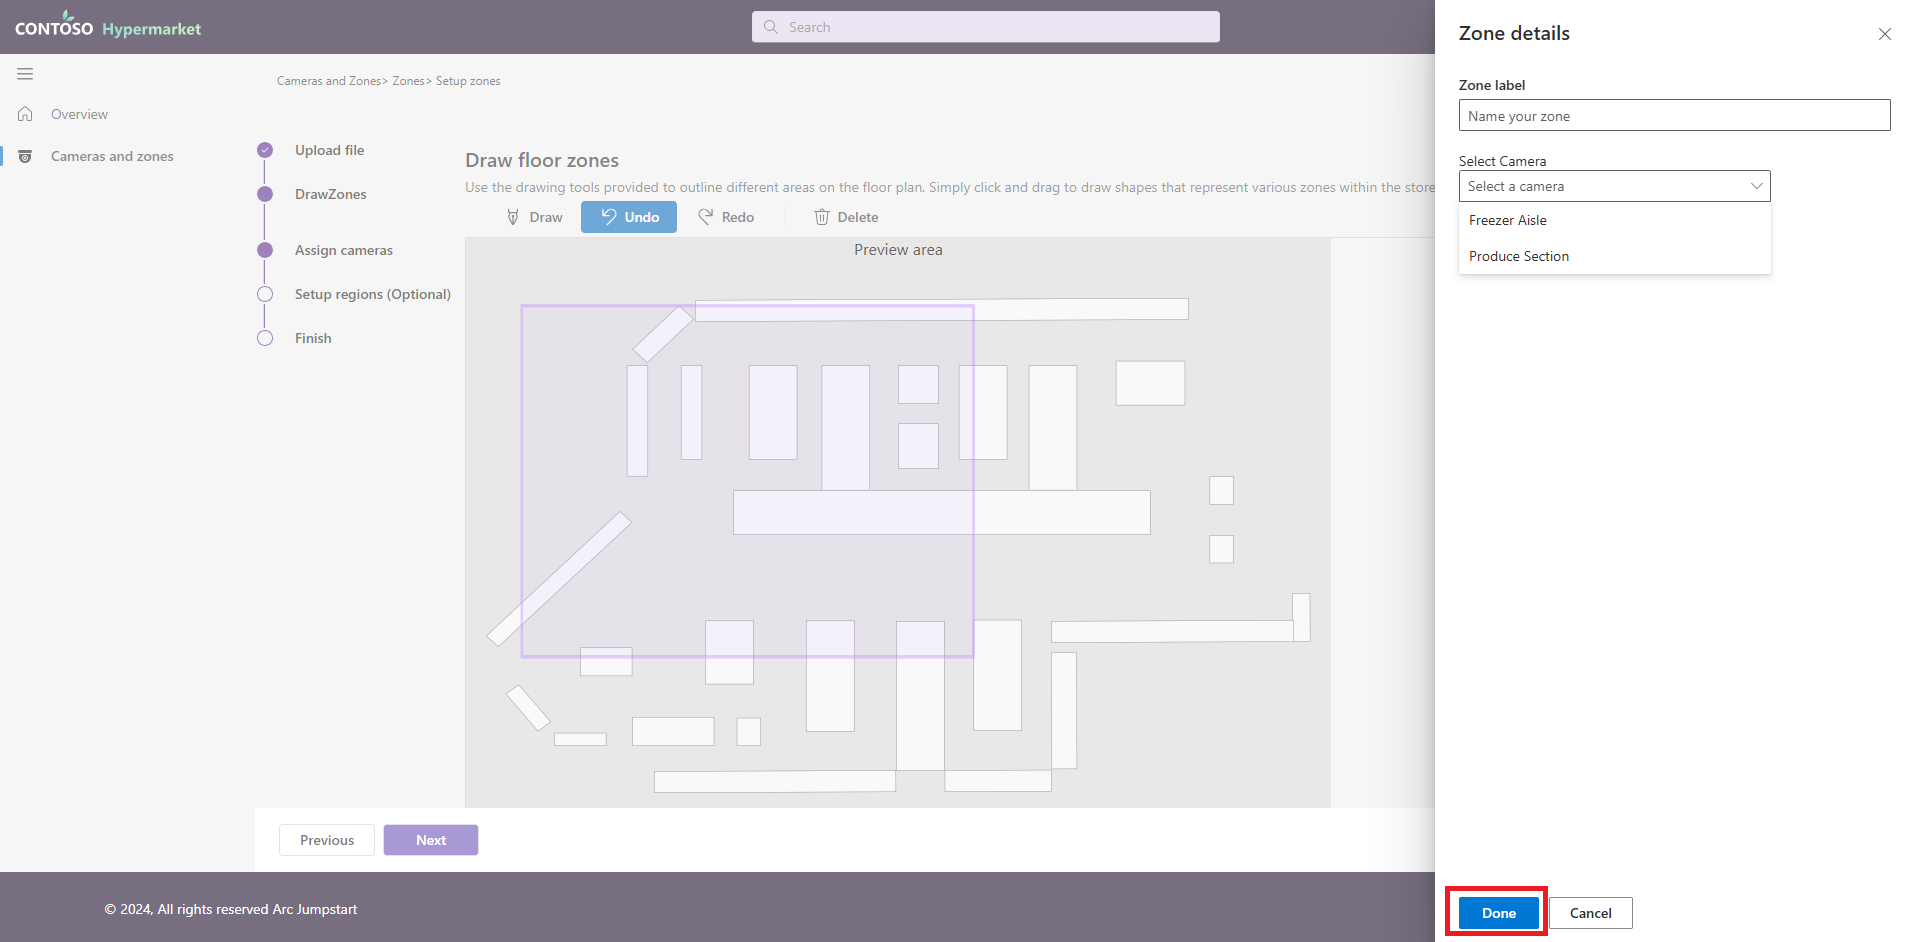 CONTOSO Hypermarket
Search
Overview
Cameras and zones
Cameras and Zones> Zones> Setup zones
Upload file
DrawZones
Assign cameras
Setup regions (Optional)
Finish
Draw floor zones
Use the drawing tools provided to outline different areas on the floor plan. Simply click and drag to draw shapes that represent various zones within the store
Draw Undo Redo Delete
Preview area
Previous Next
© 2024, All rights reserved Arc Jumpstart
Zone details
Zone label
Name your zone
Select Camera
Select a camera
Freezer Aisle
Produce Section
Done Cancel